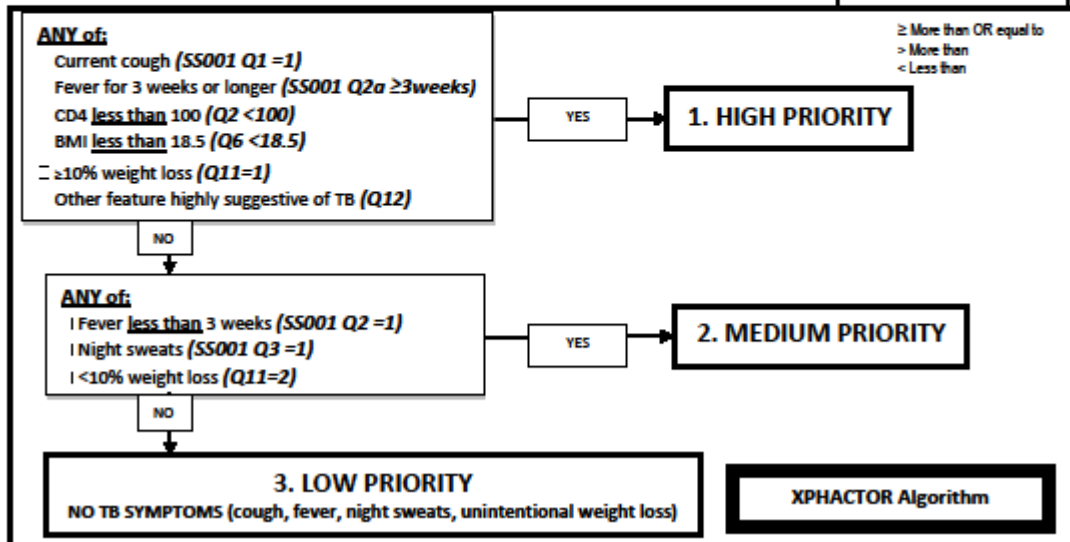 ≥ More than OR equal to
> More than
< Less than
ANY of:
Current cough (SS001 Q1 =1)
Fever for 3 weeks or longer (SS001 Q2a ≥3weeks)
CD4 less than 100 (Q2 <100)
BMI less than 18.5 (Q6 <18.5)
≥10% weight loss (Q11=1)
Other feature highly suggestive of TB (Q12)
YES
1. HIGH PRIORITY
NO
ANY of:
l Fever less than 3 weeks (SS001 Q2 =1)
l Night sweats (SS001 Q3 =1)
l <10% weight loss (Q11=2)
YES
2. MEDIUM PRIORITY
NO
3. LOW PRIORITY
NO TB SYMPTOMS (cough, fever, night sweats, unintentional weight loss)
XPHACTOR Algorithm